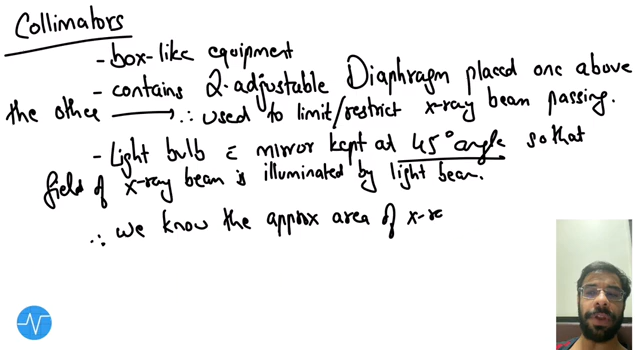 Collimators
- box-like equipment
- contains 2-adjustable Diaphragm placed one above
the other → ∴ used to limit/restrict x-ray beam passing.
- Light bulb c̄ mirror kept at 45° angle so that
field of x-ray beam is illuminated by light beam.
∴ we know the approx area of x-re